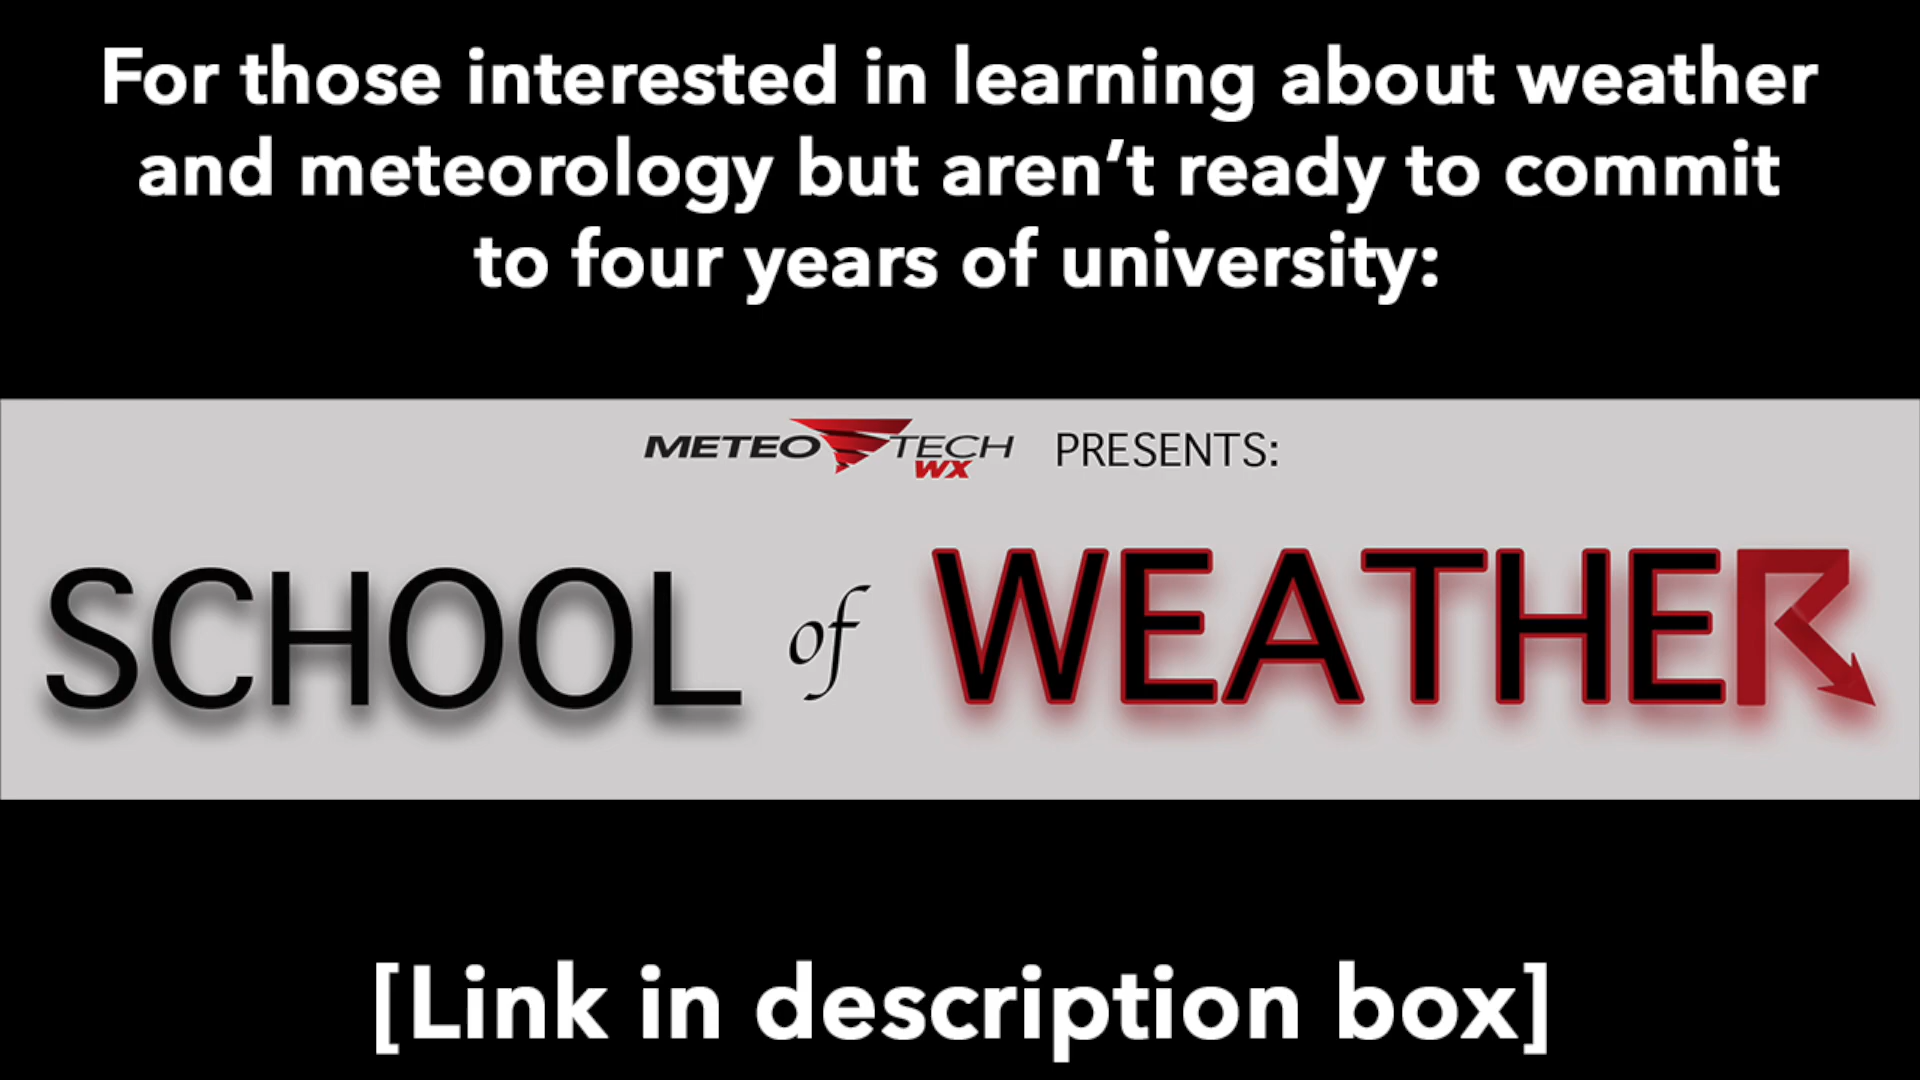 For those interested in learning about weather
and meteorology but aren’t ready to commit
to four years of university:
METEO TECH WX PRESENTS:
SCHOOL of WEATHER
[Link in description box]